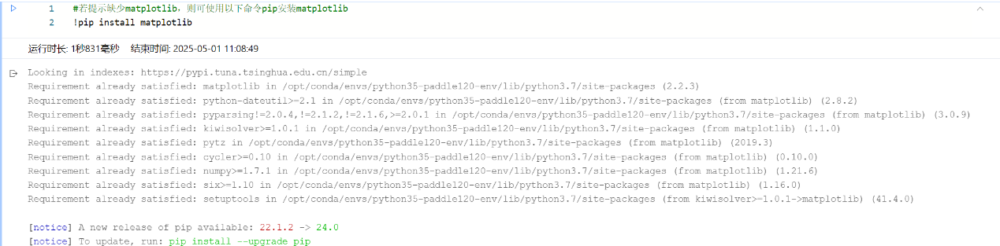 1 #若提示缺少matplotlib，则可使用以下命令pip安装matplotlib
2 !pip install matplotlib
运行时长: 1秒831毫秒 结束时间: 2025-05-01 11:08:49
Looking in indexes: https://pypi.tuna.tsinghua.edu.cn/simple
Requirement already satisfied: matplotlib in /opt/conda/envs/python35-paddle120-env/lib/python3.7/site-packages (2.2.3)
Requirement already satisfied: python-dateutil>=2.1 in /opt/conda/envs/python35-paddle120-env/lib/python3.7/site-packages (from matplotlib) (2.8.2)
Requirement already satisfied: pyparsing!=2.0.4,!=2.1.2,!=2.1.6,>=2.0.1 in /opt/conda/envs/python35-paddle120-env/lib/python3.7/site-packages (from matplotlib) (3.0.9)
Requirement already satisfied: kiwisolver>=1.0.1 in /opt/conda/envs/python35-paddle120-env/lib/python3.7/site-packages (from matplotlib) (1.1.0)
Requirement already satisfied: pytz in /opt/conda/envs/python35-paddle120-env/lib/python3.7/site-packages (from matplotlib) (2019.3)
Requirement already satisfied: cycler>=0.10 in /opt/conda/envs/python35-paddle120-env/lib/python3.7/site-packages (from matplotlib) (0.10.0)
Requirement already satisfied: numpy>=1.7.1 in /opt/conda/envs/python35-paddle120-env/lib/python3.7/site-packages (from matplotlib) (1.21.6)
Requirement already satisfied: six>=1.10 in /opt/conda/envs/python35-paddle120-env/lib/python3.7/site-packages (from matplotlib) (1.16.0)
Requirement already satisfied: setuptools in /opt/conda/envs/python35-paddle120-env/lib/python3.7/site-packages (from kiwisolver>=1.0.1->matplotlib) (41.4.0)
[notice] A new release of pip available: 22.1.2 -> 24.0
[notice] To update, run: pip install --upgrade pip